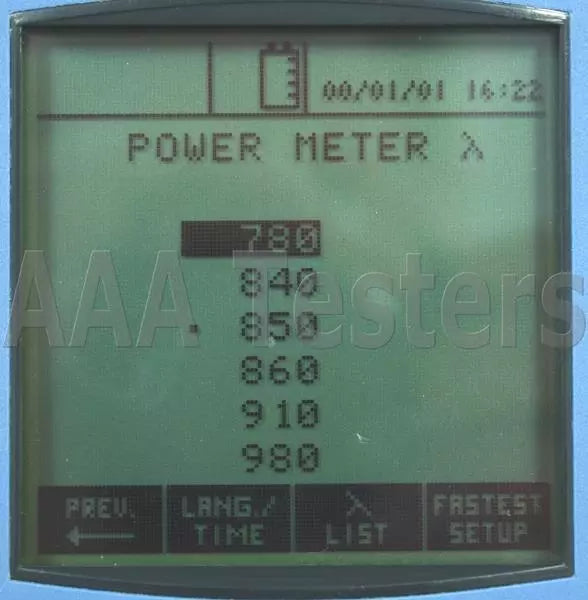 00/01/01 16:22
POWER METER λ
780
840
AAA Testers
850
860
910
980
PREV.
LANG./
TIME
λ
LIST
FASTEST
SETUP